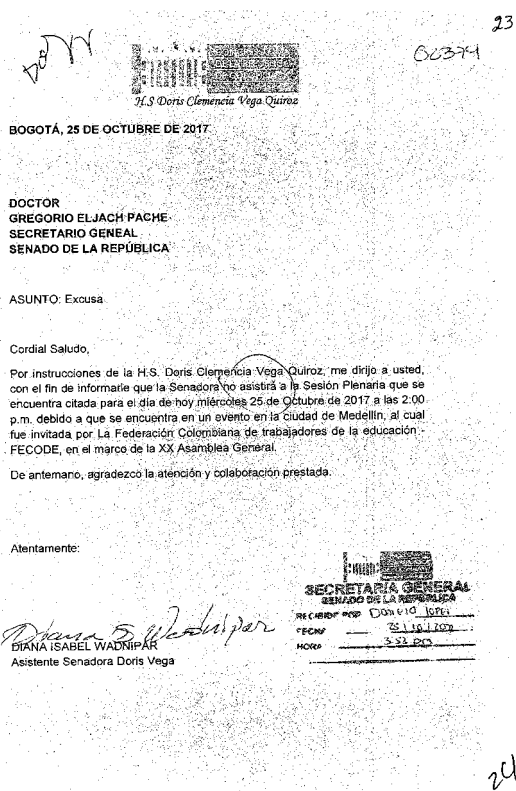 23
H.S Doris Clemencia Vega Quiroz
BOGOTÁ, 25 DE OCTUBRE DE 2017
DOCTOR
GREGORIO ELJACH PACHE
SECRETARIO GENEAL
SENADO DE LA REPÚBLICA
ASUNTO: Excusa
Cordial Saludo,
Por instrucciones de la H.S. Doris Clemencia Vega Quiroz, me dirijo a usted,
con el fin de informarle que la Senadora no asistirá a la Sesión Plenaria que se
encuentra citada para el día de hoy miércoles 25 de Octubre de 2017 a las 2:00
p.m. debido a que se encuentra en un evento en la ciudad de Medellín, al cual
fue invitada por La Federación Colombiana de trabajadores de la educación -
FECODE, en el marco de la XX Asamblea General.
De antemano, agradezco la atención y colaboración prestada.
Atentamente:
SECRETARIA GENERAL
SENADO DE LA REPUBLICA
RECIBIDO POR
FECHA
HORA 3:53 pm
Diana I Wadnipar
DIANA ISABEL WADNIPAR
Asistente Senadora Doris Vega
24